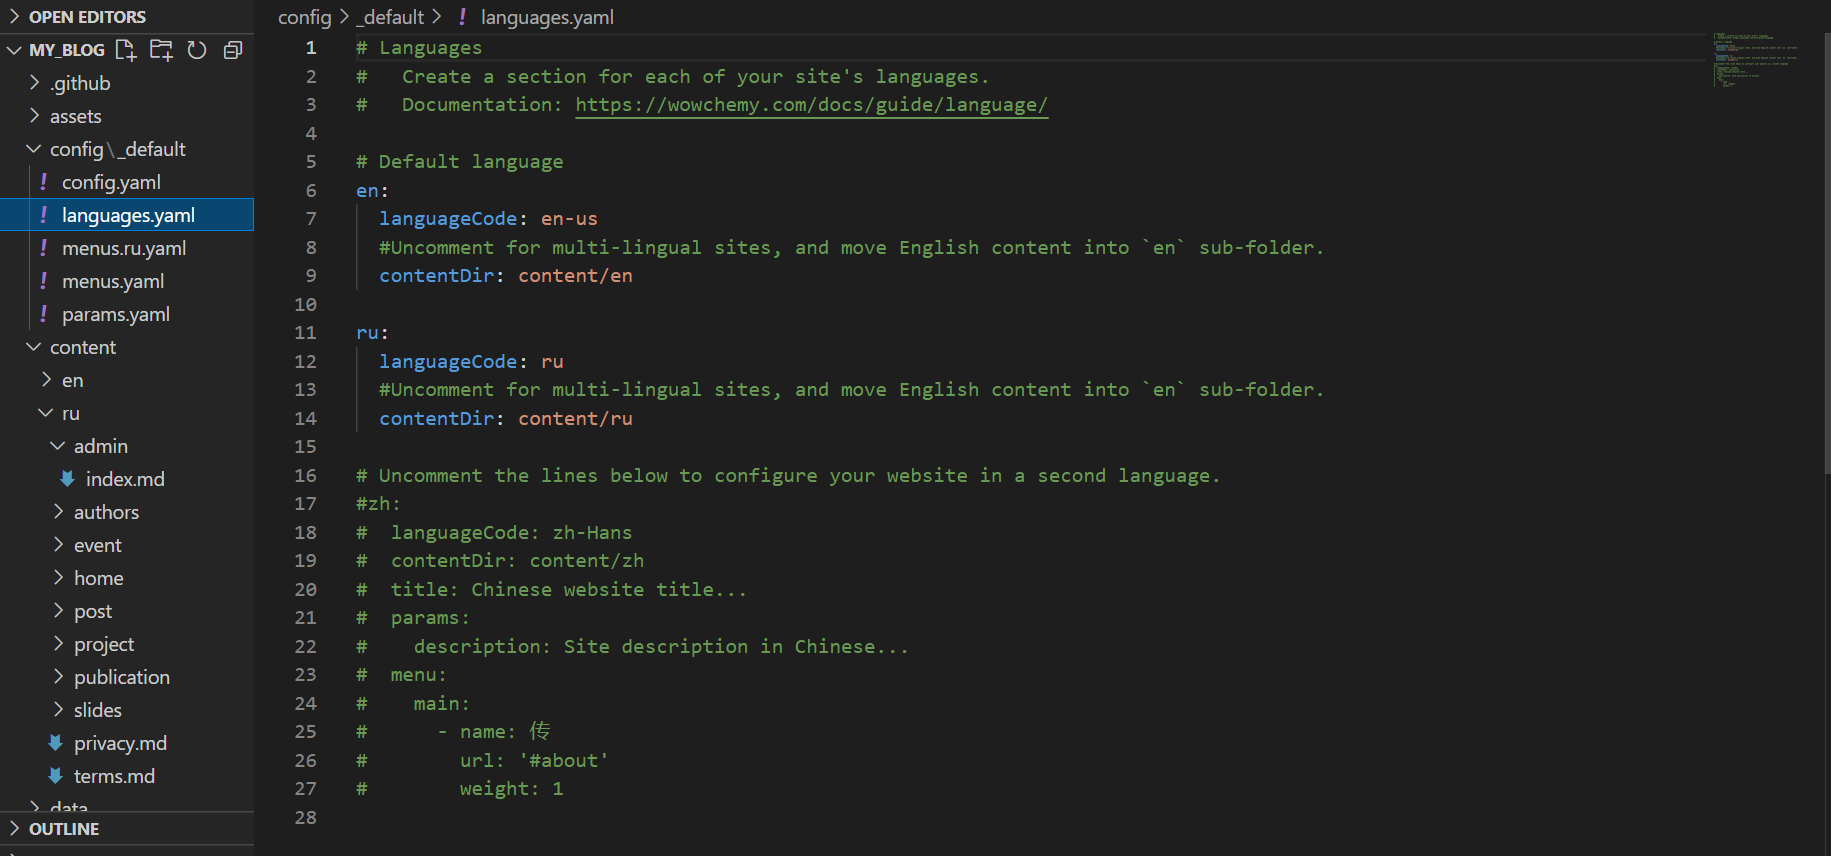 OPEN EDITORS
MY_BLOG
.github
assets
config\_default
! config.yaml
! languages.yaml
! menus.ru.yaml
! menus.yaml
! params.yaml
content
en
ru
admin
index.md
authors
event
home
post
project
publication
slides
privacy.md
terms.md
data
OUTLINE
config > _default > ! languages.yaml
1 # Languages
2 #   Create a section for each of your site's languages.
3 #   Documentation: https://wowchemy.com/docs/guide/language/
4
5 # Default language
6 en:
7   languageCode: en-us
8   #Uncomment for multi-lingual sites, and move English content into `en` sub-folder.
9   contentDir: content/en
10
11 ru:
12   languageCode: ru
13   #Uncomment for multi-lingual sites, and move English content into `en` sub-folder.
14   contentDir: content/ru
15
16 # Uncomment the lines below to configure your website in a second language.
17 #zh:
18 #  languageCode: zh-Hans
19 #  contentDir: content/zh
20 #  title: Chinese website title...
21 #  params:
22 #    description: Site description in Chinese...
23 #  menu:
24 #    main:
25 #      - name: 传
26 #        url: '#about'
27 #        weight: 1
28